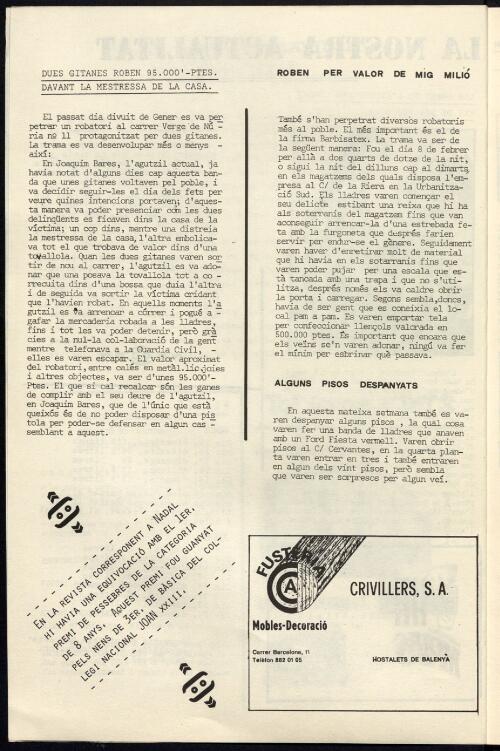 DUES GITANES ROBEN 95.000'-PTES.
DAVANT LA MESTRESSA DE LA CASA.
El passat dia divuit de Gener es va per
petrar un robatori al carrer Verge de Nú -
ria nº 11 protagonitzat per dues gitanes.
La trama es va desenvolupar més o menys -
així:
En Joaquim Bares, l'agutzil actual, ja
havia notat d'alguns dies cap aquesta ban-
da que unes gitanes voltaven pel poble, i
va decidir seguir-les el dia dels fets per
veure quines intencions portaven; d'aques-
ta manera va poder presenciar com les dues
delinqüents es ficaven dins la casa de la
víctima; un cop dins, mentre una distreia
la mestressa de la casa, l'altra embolica-
va tot el que trobava de valor dins d'una
tovallola. Quan les dues gitanes varen sor
tir de nou al carrer, l'agutzil es va ado-
nar que una posava la tovallola tot a co -
rrecuita dins d'una bossa que duia l'altra
i de seguida va sortir la víctima cridant
que l'havien robat. En aquells moments l'a
gutzil es va arrencar a córrer i pogué a -
gafar la mercaderia robada a les lladres,
fins i tot les va poder detenir, però grà
cies a la nul-la col-laboració de la gent
mentre telefonava a la Guardia Civil, -
elles es varen escapar. El valor aproximat
del robatori, entre calés en metàl.lic, joies
i altres objectes, va ser d'unes 95.000'-
Ptes. El que si cal recalcar són les ganes
de complir amb el seu deure de l'agutzil,
en Joaquim Bares, que de l'únic que està
queixós és de no poder disposar d'una pis
tola per poder-se defensar en algun cas -
semblant a aquest.
EN LA REVISTA CORRESPONENT A NADAL
HI HAVIA UNA EQUIVOCACIÓ AMB EL 1ER.
PREMI DE PESSEBRES DE LA CATEGORIA
DE 8 ANYS. AQUEST PREMI FOU GUANYAT
PELS NENS DE 3ER. DE BÀSICA DEL COL-
LEGI NACIONAL JOAN XXIII.
ROBEN PER VALOR DE MIG MILIÓ
També s'han perpetrat diversos robatoris
més al poble. El més important és el de
la firma Barbisatex. La trama va ser de
la següent manera: Fou el dia 8 de febrer
per allà a dos quarts de dotze de la nit,
o sigui la nit del dilluns cap al dimarts,
en els magatzems dels quals disposa l'em-
presa al C/ de la Riera en la Urbanitza-
ció Sud. Els lladres varen començar el
seu delicte estibant una reixa que hi ha
als soterranis del magatzem fins que van
aconseguir arrencar-la d'una estrebada fe-
ta amb la furgoneta que després farien
servir per endur-se el gènere. Seguidament
varen haver d'enretirar molt de material
que hi havia en els sotarranis fins que
varen poder pujar per una escala que es-
tà tancada amb una trapa i que no s'uti-
litza, després només els va caldre obrir
la porta i carregar. Segons sembla,doncs,
havia de ser gent que es coneixia el lo-
cal pam a pam. Varen emportar tela
per confeccionar llençols valorada en
500.000 ptes. És important que encara que
els veïns se'n varen adonar, ningú va fer
el mínim per esbrinar què passava.
ALGUNS PISOS DESPANYATS
En aquesta mateixa setmana també es va-
ren despanyar alguns pisos , la qual cosa
varen fer una banda de lladres que anaven
amb un Ford Fiesta vermell. Varen obrir
pisos al C/ Cervantes, en la quarta plan-
ta varen entrar en tres i també entraren
en algun dels vint pisos, però sembla
que varen ser sorpresos per algun veí.
FUSTERIA
CRIVILLERS, S.A.
Mobles-Decoració
Carrer Barcelona, 11
Telèfon 882 01 05
HOSTALETS DE BALENYÀ